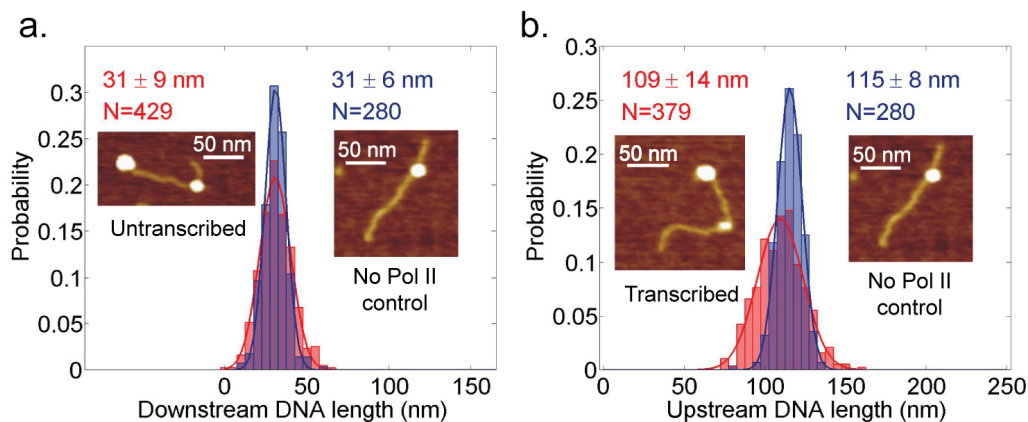 a.
31 ± 9 nm
N=429
31 ± 6 nm
N=280
50 nm
50 nm
Untranscribed
No Pol II
control
Probability
0.3
0.25
0.2
0.15
0.1
0.05
0
0
50
100
150
Downstream DNA length (nm)
b.
109 ± 14 nm
N=379
115 ± 8 nm
N=280
50 nm
50 nm
Transcribed
No Pol II
control
Probability
0.3
0.25
0.2
0.15
0.1
0.05
0
0
50
100
150
200
250
Upstream DNA length (nm)